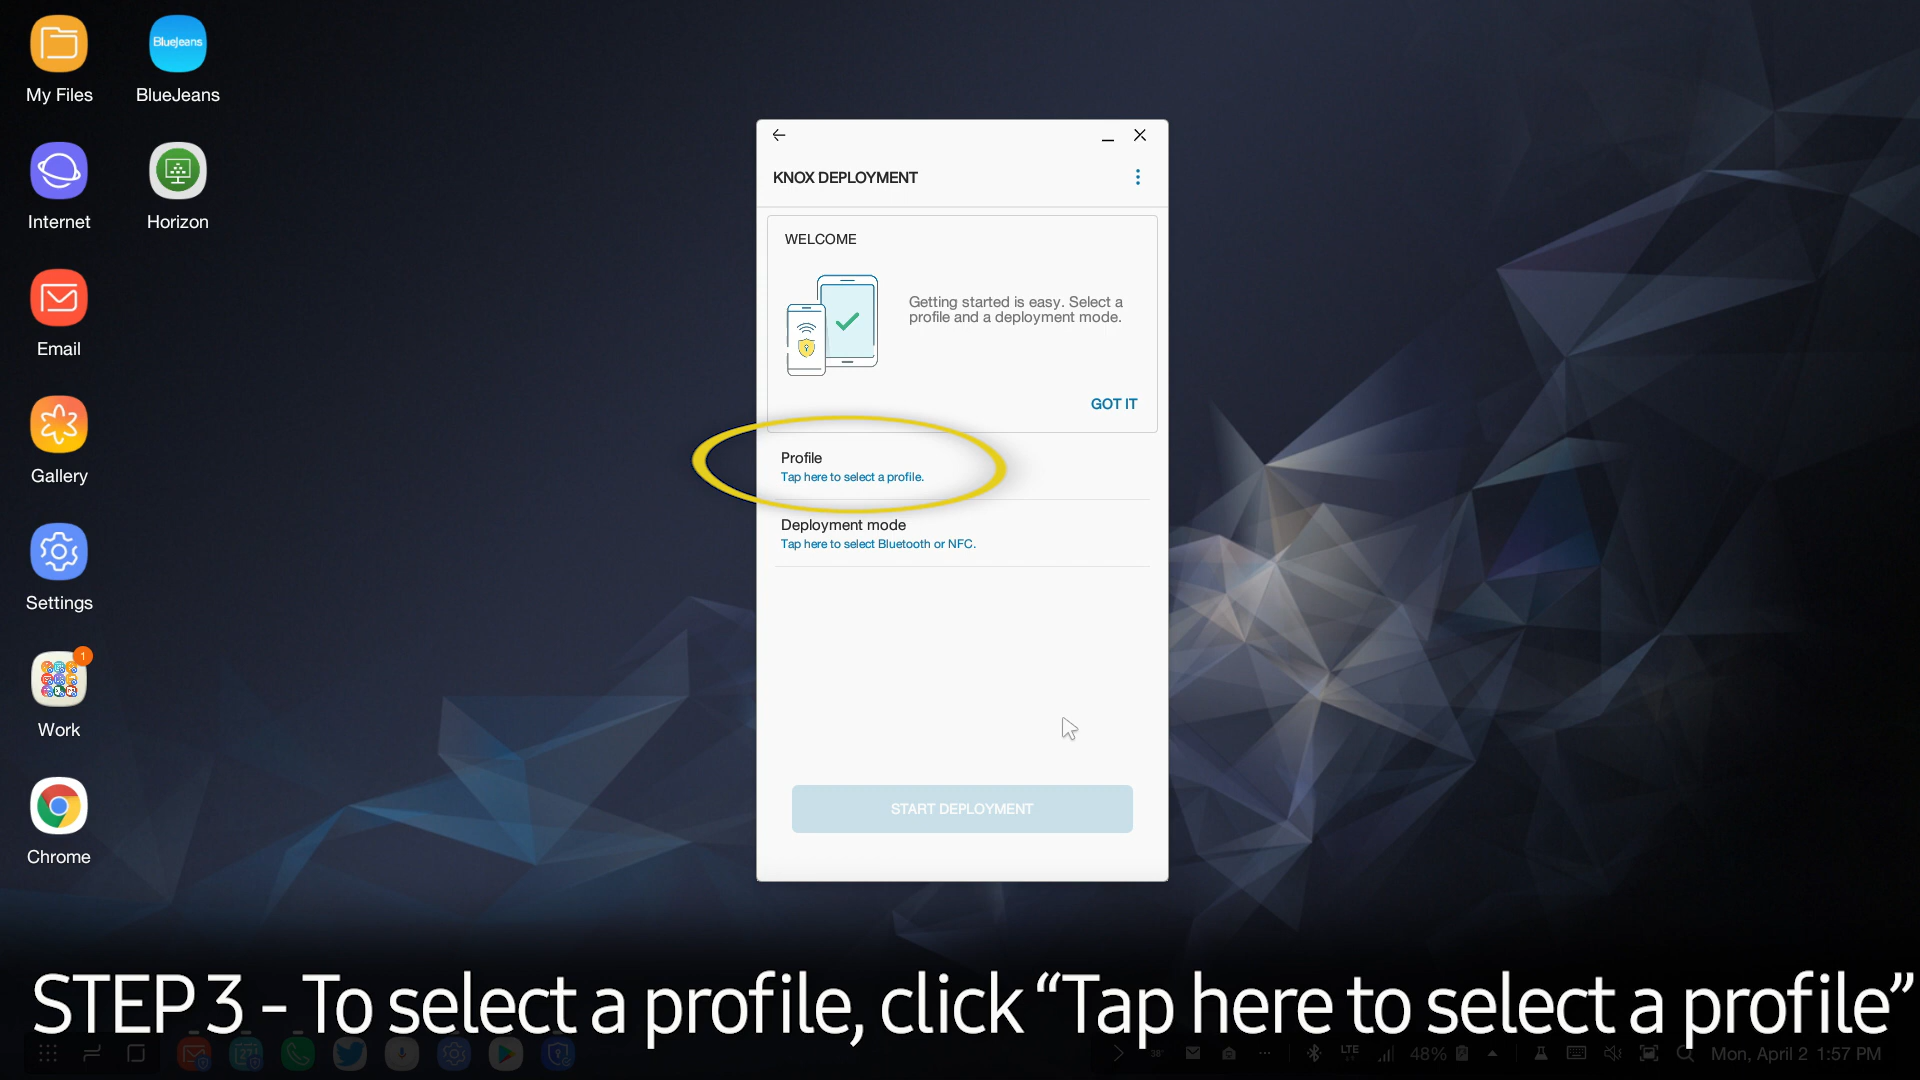 My Files
BlueJeans
BlueJeans
Internet
Horizon
Email
Gallery
Settings
1
Work
Chrome
KNOX DEPLOYMENT
WELCOME
Getting started is easy. Select a
profile and a deployment mode.
GOT IT
Profile
Tap here to select a profile.
Deployment mode
Tap here to select Bluetooth or NFC.
START DEPLOYMENT
STEP 3 - To select a profile, click “Tap here to select a profile”
38° LTE 48% Mon, April 2 1:57 PM